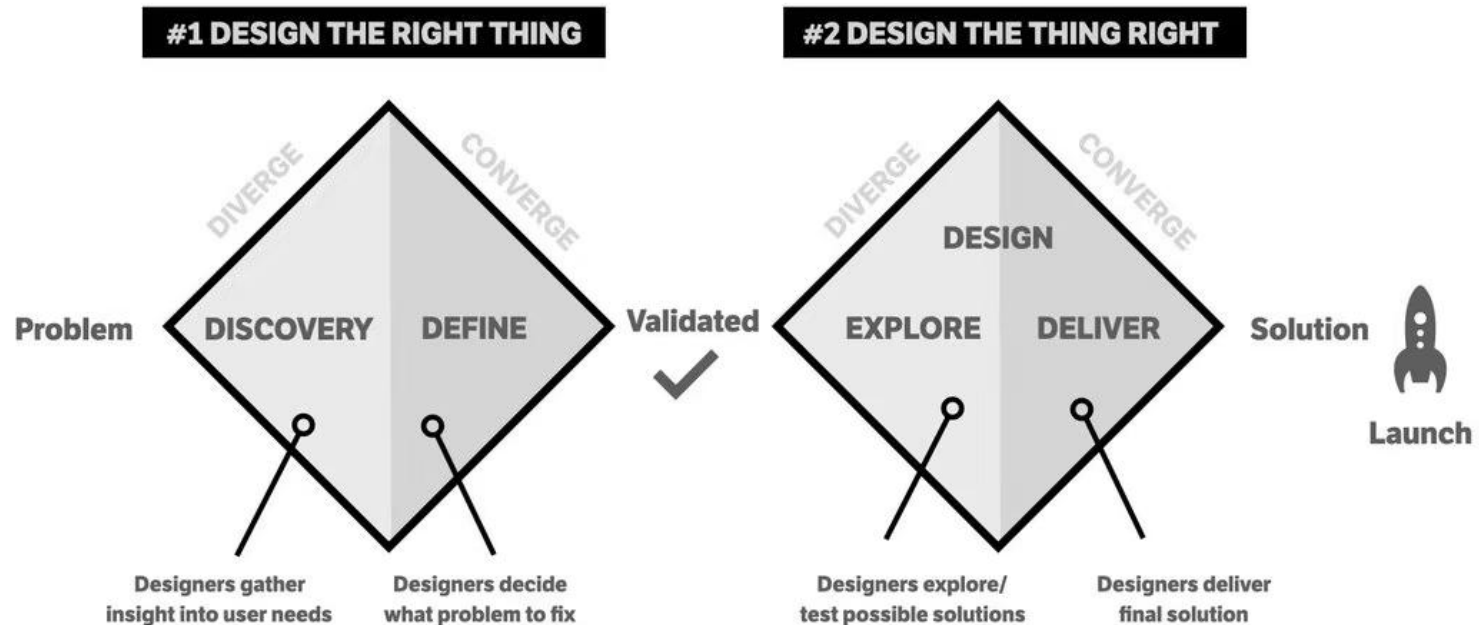 #1 DESIGN THE RIGHT THING
#2 DESIGN THE THING RIGHT
DIVERGE
CONVERGE
DIVERGE
CONVERGE
DESIGN
Problem
DISCOVERY
DEFINE
Validated
EXPLORE
DELIVER
Solution
Launch
Designers gather
insight into user needs
Designers decide
what problem to fix
Designers explore/
test possible solutions
Designers deliver
final solution